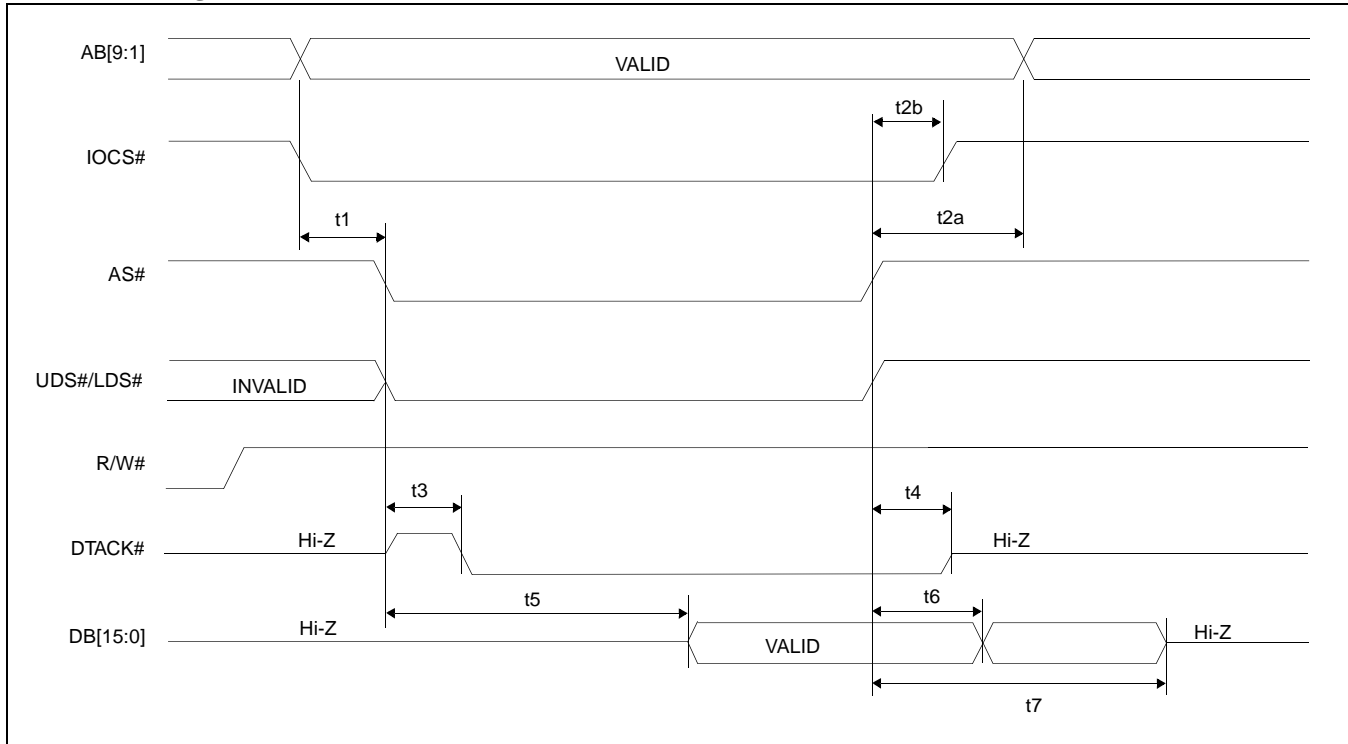 AB[9:1]
VALID
t2b
IOCS#
t1
t2a
AS#
UDS#/LDS#
INVALID
R/W#
t3
t4
DTACK#
Hi-Z
Hi-Z
t5
t6
DB[15:0]
Hi-Z
VALID
Hi-Z
t7